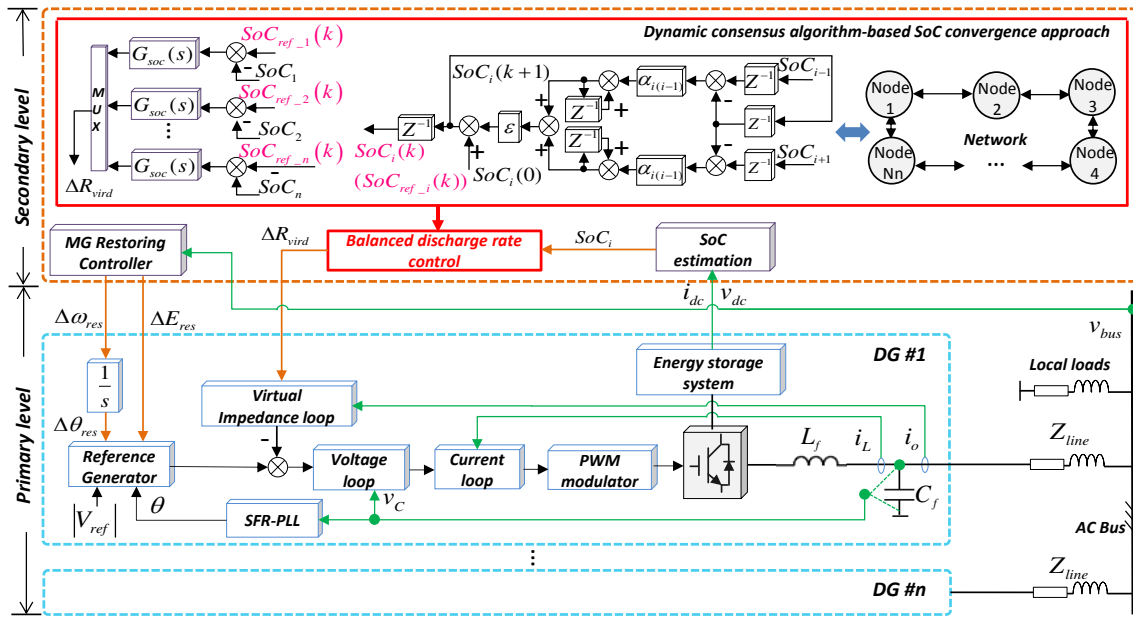 Secondary level
Primary level
Dynamic consensus algorithm-based SoC convergence approach
MUX
G_soc(s)
SoC_ref_1(k)
-
SoC_1
G_soc(s)
SoC_ref_2(k)
-
SoC_2
⋮
G_soc(s)
SoC_ref_n(k)
-
SoC_n
ΔR_vird
SoC_i(k+1)
Z^-1
SoC_i(k)
(SoC_ref_i(k))
+
SoC_i(0)
ε
+
+
Z^-1
+
Z^-1
+
α_i(i-1)
α_i(i-1)
-
-
Z^-1
SoC_i-1
Z^-1
Z^-1
SoC_i+1
Node 1
Node 2
Node 3
Node Nn
...
Node 4
Network
MG Restoring Controller
ΔR_vird
Balanced discharge rate control
SoC_i
SoC estimation
i_dc
v_dc
Δω_res
ΔE_res
v_bus
DG #1
1/s
Δθ_res
Virtual Impedance loop
Energy storage system
Local loads
-
Reference Generator
Voltage loop
Current loop
PWM modulator
L_f
i_L
i_o
Z_line
|V_ref|
θ
SFR-PLL
v_C
C_f
AC Bus
⋮
DG #n
Z_line